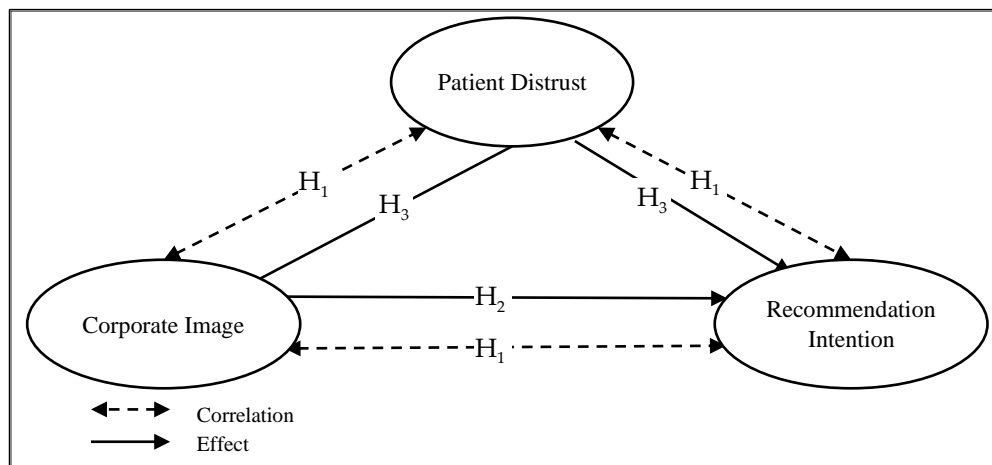 Patient Distrust
H₁
H₁
H₃
H₃
Corporate Image
H₂
Recommendation
Intention
H₁
Correlation
Effect